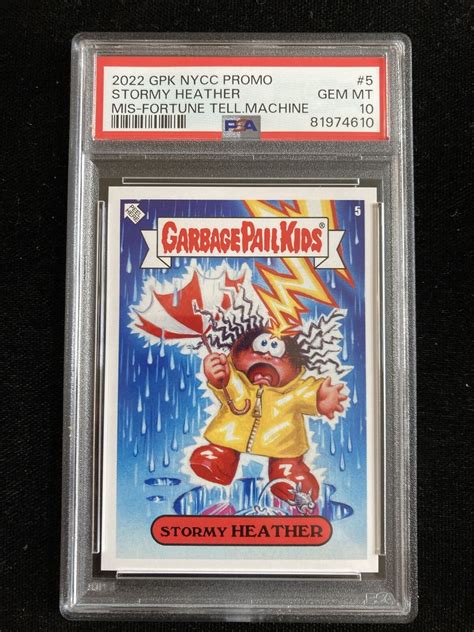 2022 GPK NYCC PROMO #5
STORMY HEATHER GEM MT
MIS-FORTUNE TELL.MACHINE 10
PSA 81974610
5
GARBAGE PAIL KIDS®
STORMY HEATHER